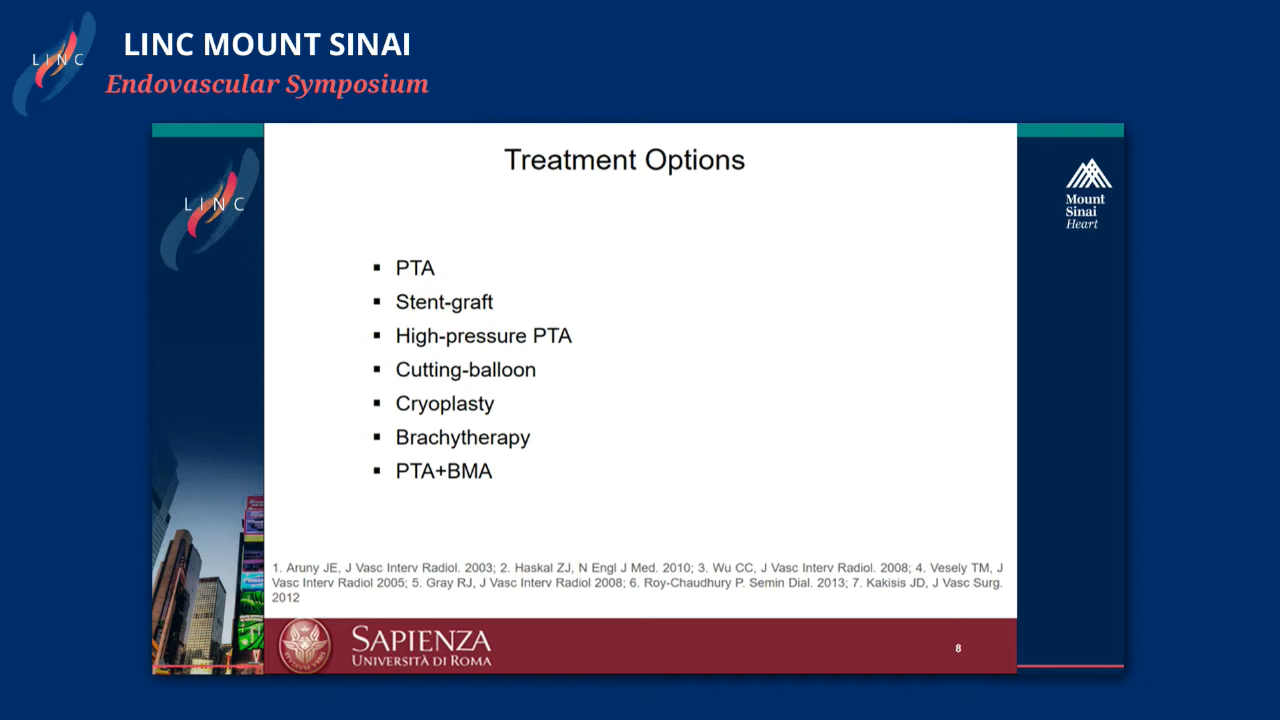 LINC
LINC MOUNT SINAI
Endovascular Symposium
LINC
Treatment Options
Mount
Sinai
Heart
▪ PTA
▪ Stent-graft
▪ High-pressure PTA
▪ Cutting-balloon
▪ Cryoplasty
▪ Brachytherapy
▪ PTA+BMA
1. Aruny JE, J Vasc Interv Radiol. 2003; 2. Haskal ZJ, N Engl J Med. 2010; 3. Wu CC, J Vasc Interv Radiol. 2008; 4. Vesely TM, J
Vasc Interv Radiol 2005; 5. Gray RJ, J Vasc Interv Radiol 2008; 6. Roy-Chaudhury P. Semin Dial. 2013; 7. Kakisis JD, J Vasc Surg.
2012
SAPIENZA
UNIVERSITÀ DI ROMA
8